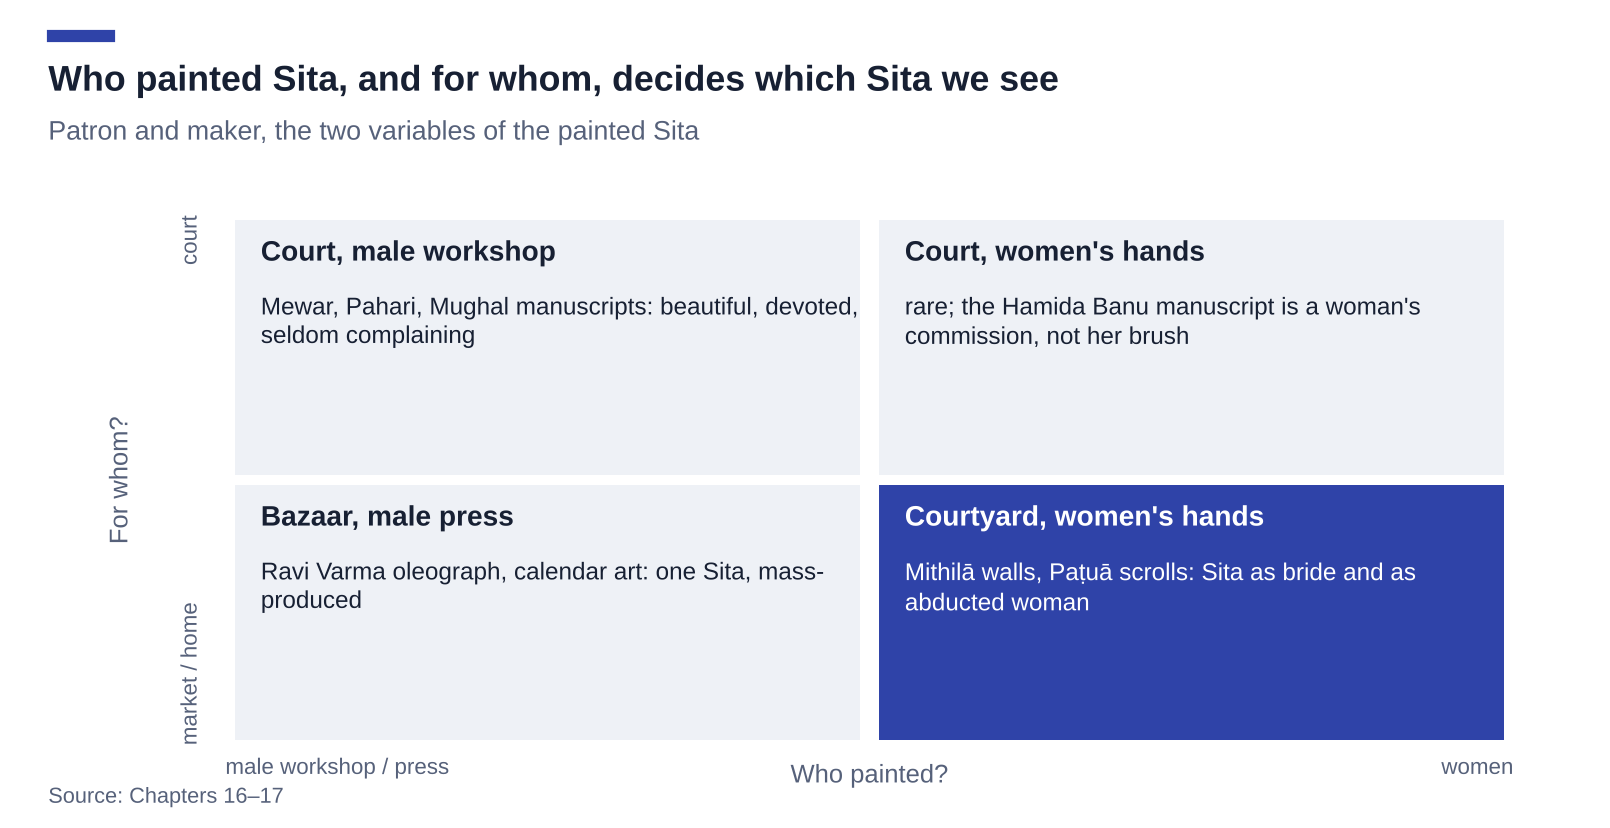 Who painted Sita, and for whom, decides which Sita we see
Patron and maker, the two variables of the painted Sita
For whom?
court
market / home
Court, male workshop
Mewar, Pahari, Mughal manuscripts: beautiful, devoted,
seldom complaining
Court, women's hands
rare; the Hamida Banu manuscript is a woman's
commission, not her brush
Bazaar, male press
Ravi Varma oleograph, calendar art: one Sita, mass-
produced
Courtyard, women's hands
Mithilā walls, Paṭuā scrolls: Sita as bride and as
abducted woman
male workshop / press
Who painted?
women
Source: Chapters 16–17